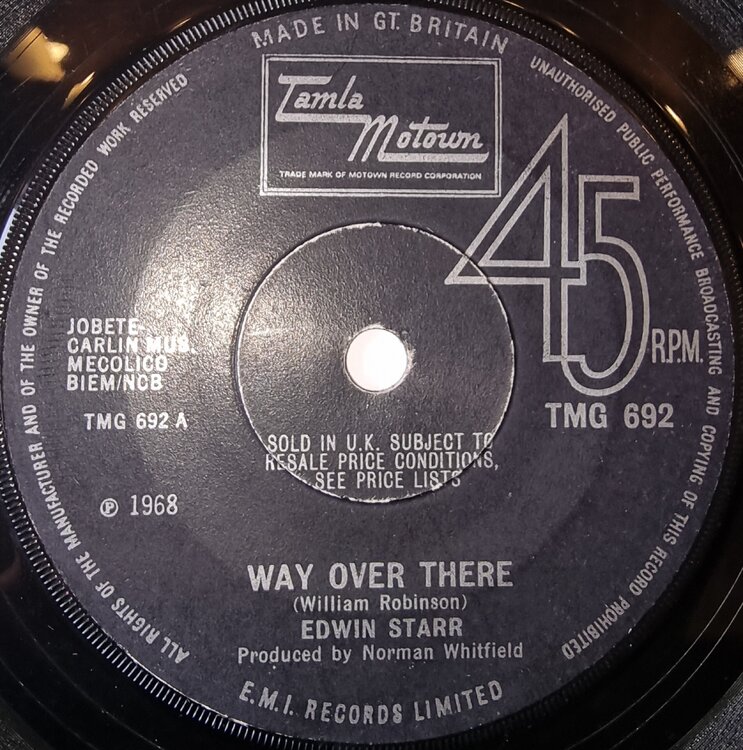 MADE IN GT. BRITAIN
UNAUTHORISED PUBLIC PERFORMANCE BROADCASTING AND COPYING OF THIS RECORD PROHIBITED
ALL RIGHTS OF THE MANUFACTURER AND OF THE OWNER OF THE RECORDED WORK RESERVED
Tamla
Motown
TRADE MARK OF MOTOWN RECORD CORPORATION
45
R.P.M.
JOBETE-
CARLIN MUS.
MECOLICO
BIEM/NCB
TMG 692 A
TMG 692
SOLD IN U.K. SUBJECT TO
RESALE PRICE CONDITIONS,
SEE PRICE LISTS
℗ 1968
WAY OVER THERE
(William Robinson)
EDWIN STARR
Produced by Norman Whitfield
E.M.I. RECORDS LIMITED